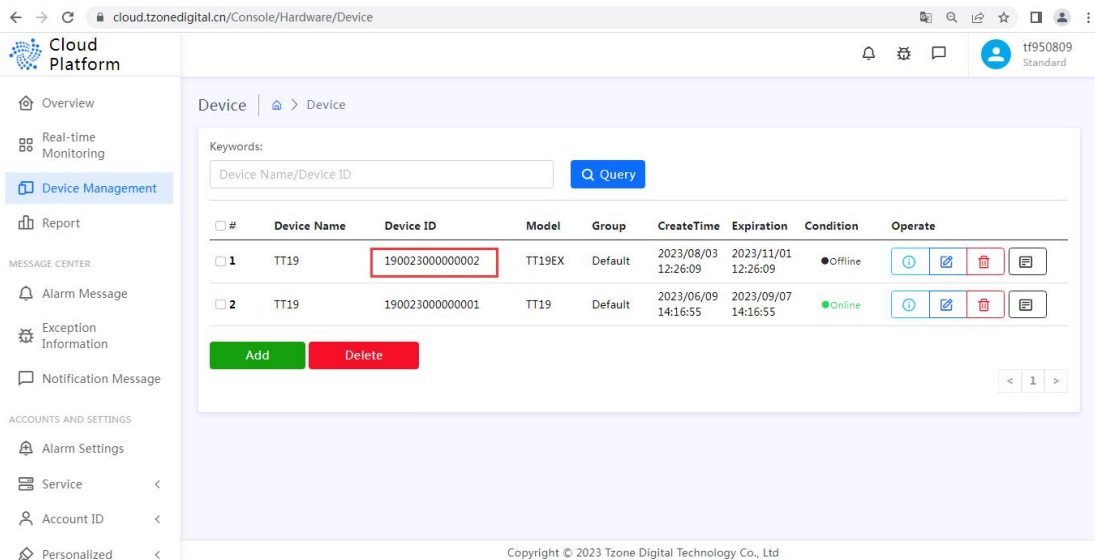 cloud.tzonedigital.cn/Console/Hardware/Device
Cloud
Platform
tf950809
Standard
Overview
Real-time
Monitoring
Device Management
Report
MESSAGE CENTER
Alarm Message
Exception
Information
Notification Message
ACCOUNTS AND SETTINGS
Alarm Settings
Service <
Account ID <
Personalized <
Device | > Device
Keywords:
Device Name/Device ID
Query
# Device Name Device ID Model Group CreateTime Expiration Condition Operate
1 TT19 190023000000002 TT19EX Default 2023/08/03 12:26:09 2023/11/01 12:26:09 Offline
2 TT19 190023000000001 TT19 Default 2023/06/09 14:16:55 2023/09/07 14:16:55 Online
Add Delete
< 1 >
Copyright © 2023 Tzone Digital Technology Co., Ltd